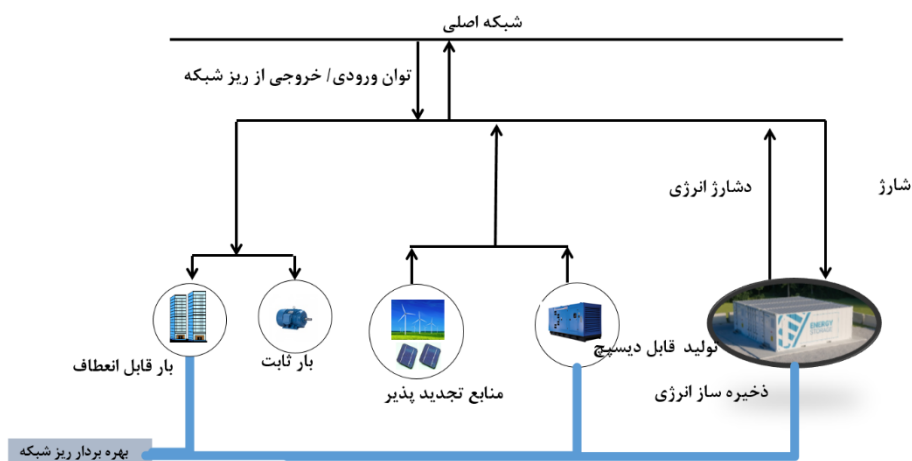 شبکه اصلی
توان ورودی/ خروجی از ریز شبکه
شارژ
دشارژ انرژی
ENERGY
تولید قابل دیسپچ
بار ثابت
بار قابل انعطاف
منابع تجدید پذیر
ذخیره ساز انرژی
بهره بردار ریز شبکه